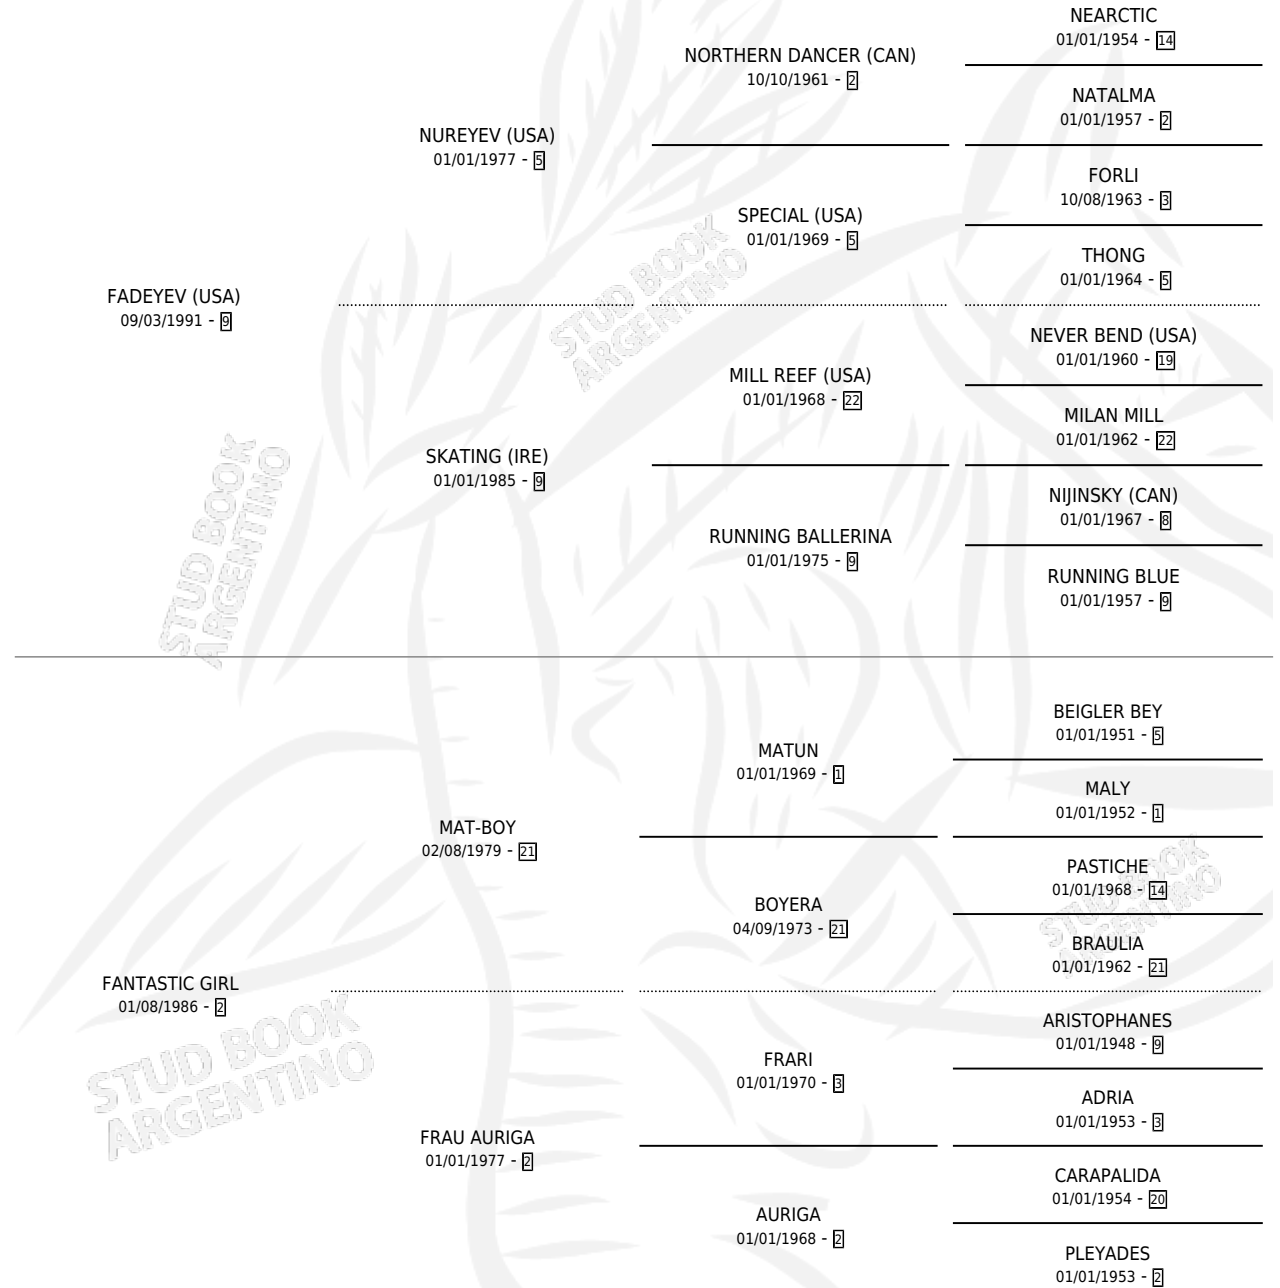 NEARCTIC
01/01/1954 - 14
NORTHERN DANCER (CAN)
10/10/1961 - 2
NATALMA
01/01/1957 - 2
NUREYEV (USA)
01/01/1977 - 5
FORLI
10/08/1963 - 3
SPECIAL (USA)
01/01/1969 - 5
THONG
01/01/1964 - 5
FADEYEV (USA)
09/03/1991 - 9
NEVER BEND (USA)
01/01/1960 - 19
MILL REEF (USA)
01/01/1968 - 22
MILAN MILL
01/01/1962 - 22
SKATING (IRE)
01/01/1985 - 9
NIJINSKY (CAN)
01/01/1967 - 8
RUNNING BALLERINA
01/01/1975 - 9
RUNNING BLUE
01/01/1957 - 9
BEIGLER BEY
01/01/1951 - 5
MATUN
01/01/1969 - 1
MALY
01/01/1952 - 1
MAT-BOY
02/08/1979 - 21
PASTICHE
01/01/1968 - 14
BOYERA
04/09/1973 - 21
BRAULIA
01/01/1962 - 21
FANTASTIC GIRL
01/08/1986 - 2
ARISTOPHANES
01/01/1948 - 9
FRARI
01/01/1970 - 3
ADRIA
01/01/1953 - 3
FRAU AURIGA
01/01/1977 - 2
CARAPALIDA
01/01/1954 - 20
AURIGA
01/01/1968 - 2
PLEYADES
01/01/1953 - 2
STUD BOOK
ARGENTINO
STUD BOOK
ARGENTINO
STUD BOOK
ARGENTINO
STUD BOOK
ARGENTINO